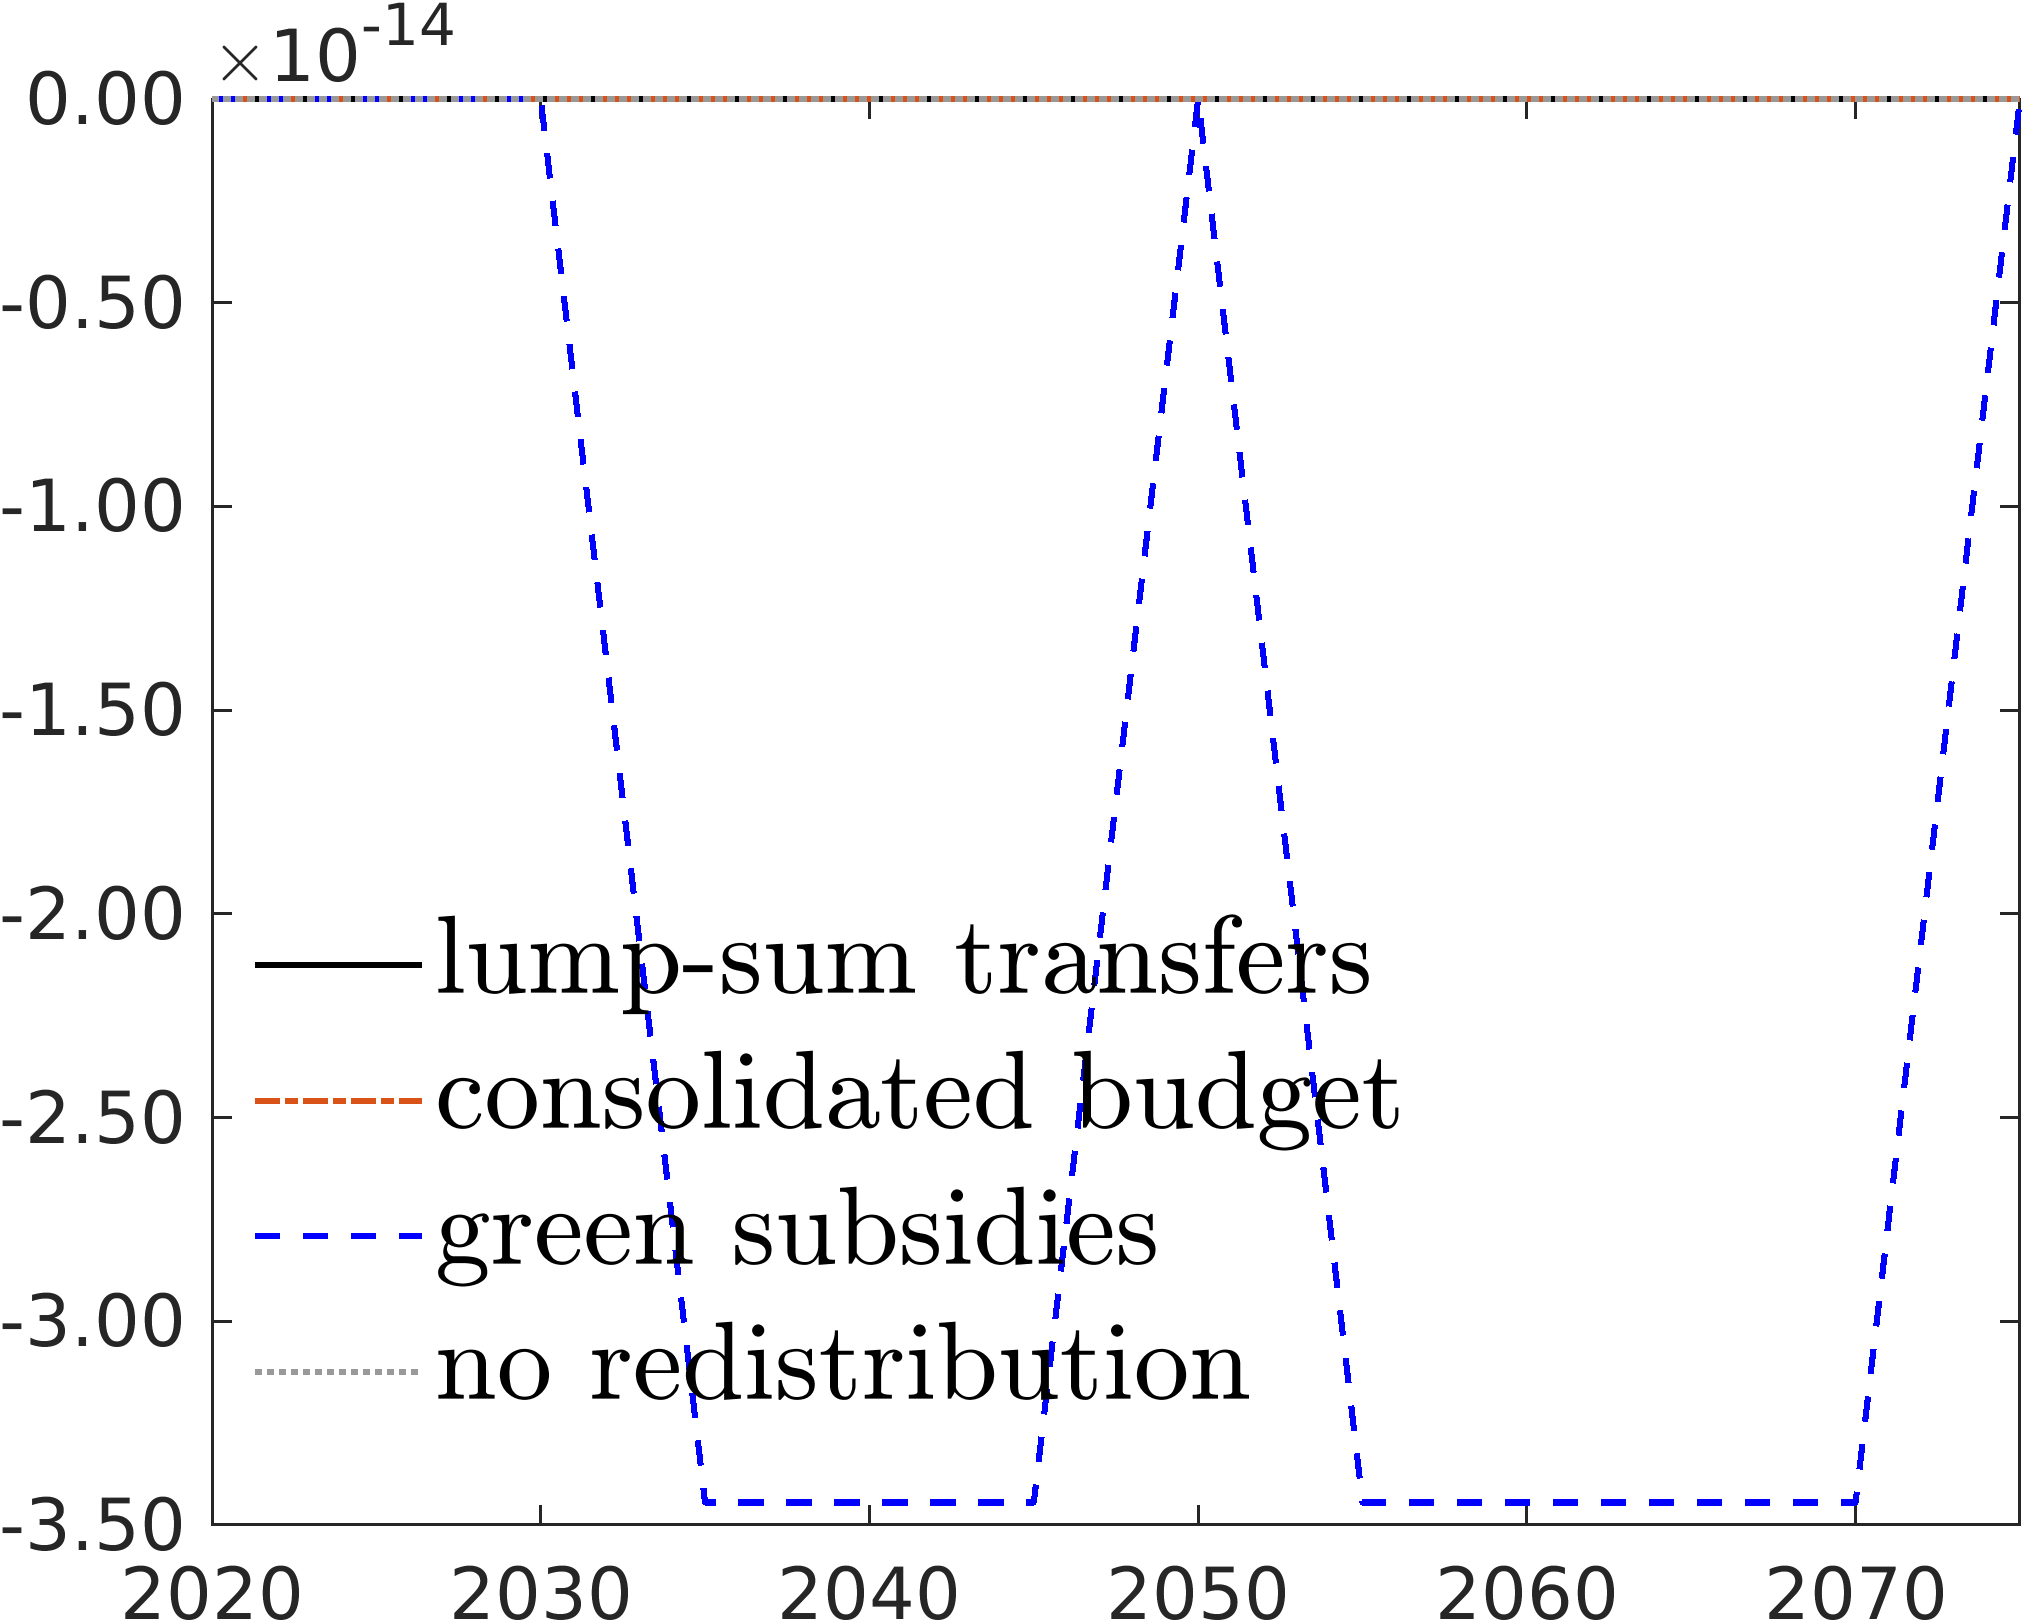 ×10-14
0.00
-0.50
-1.00
-1.50
-2.00
-2.50
-3.00
-3.50
lump-sum transfers
consolidated budget
green subsidies
no redistribution
2020 2030 2040 2050 2060 2070